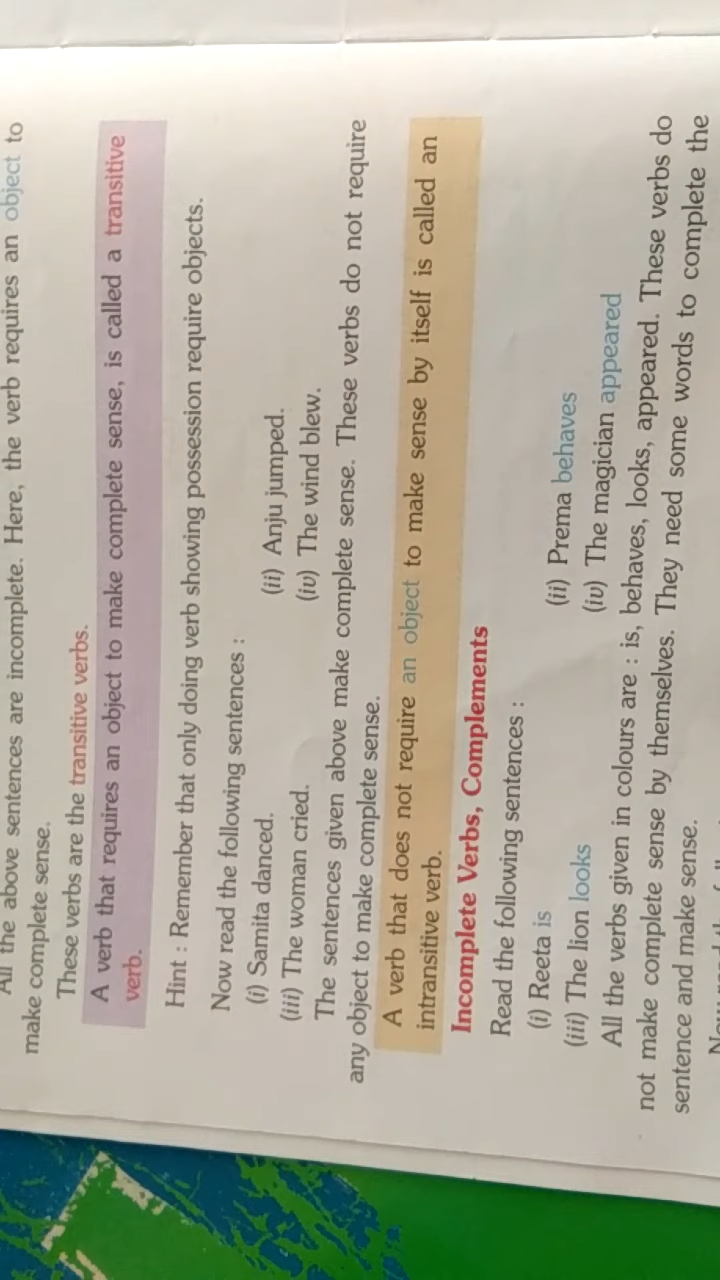 All the above sentences are incomplete. Here, the verb requires an object to
make complete sense.
These verbs are the transitive verbs.
A verb that requires an object to make complete sense, is called a transitive
verb.
Hint : Remember that only doing verb showing possession require objects.
Now read the following sentences :
(i) Samita danced. (ii) Anju jumped.
(iii) The woman cried. (iv) The wind blew.
The sentences given above make complete sense. These verbs do not require
any object to make complete sense.
A verb that does not require an object to make sense by itself is called an
intransitive verb.
Incomplete Verbs, Complements
Read the following sentences :
(i) Reeta is (ii) Prema behaves
(iii) The lion looks (iv) The magician appeared
All the verbs given in colours are : is, behaves, looks, appeared. These verbs do
not make complete sense by themselves. They need some words to complete the
sentence and make sense.